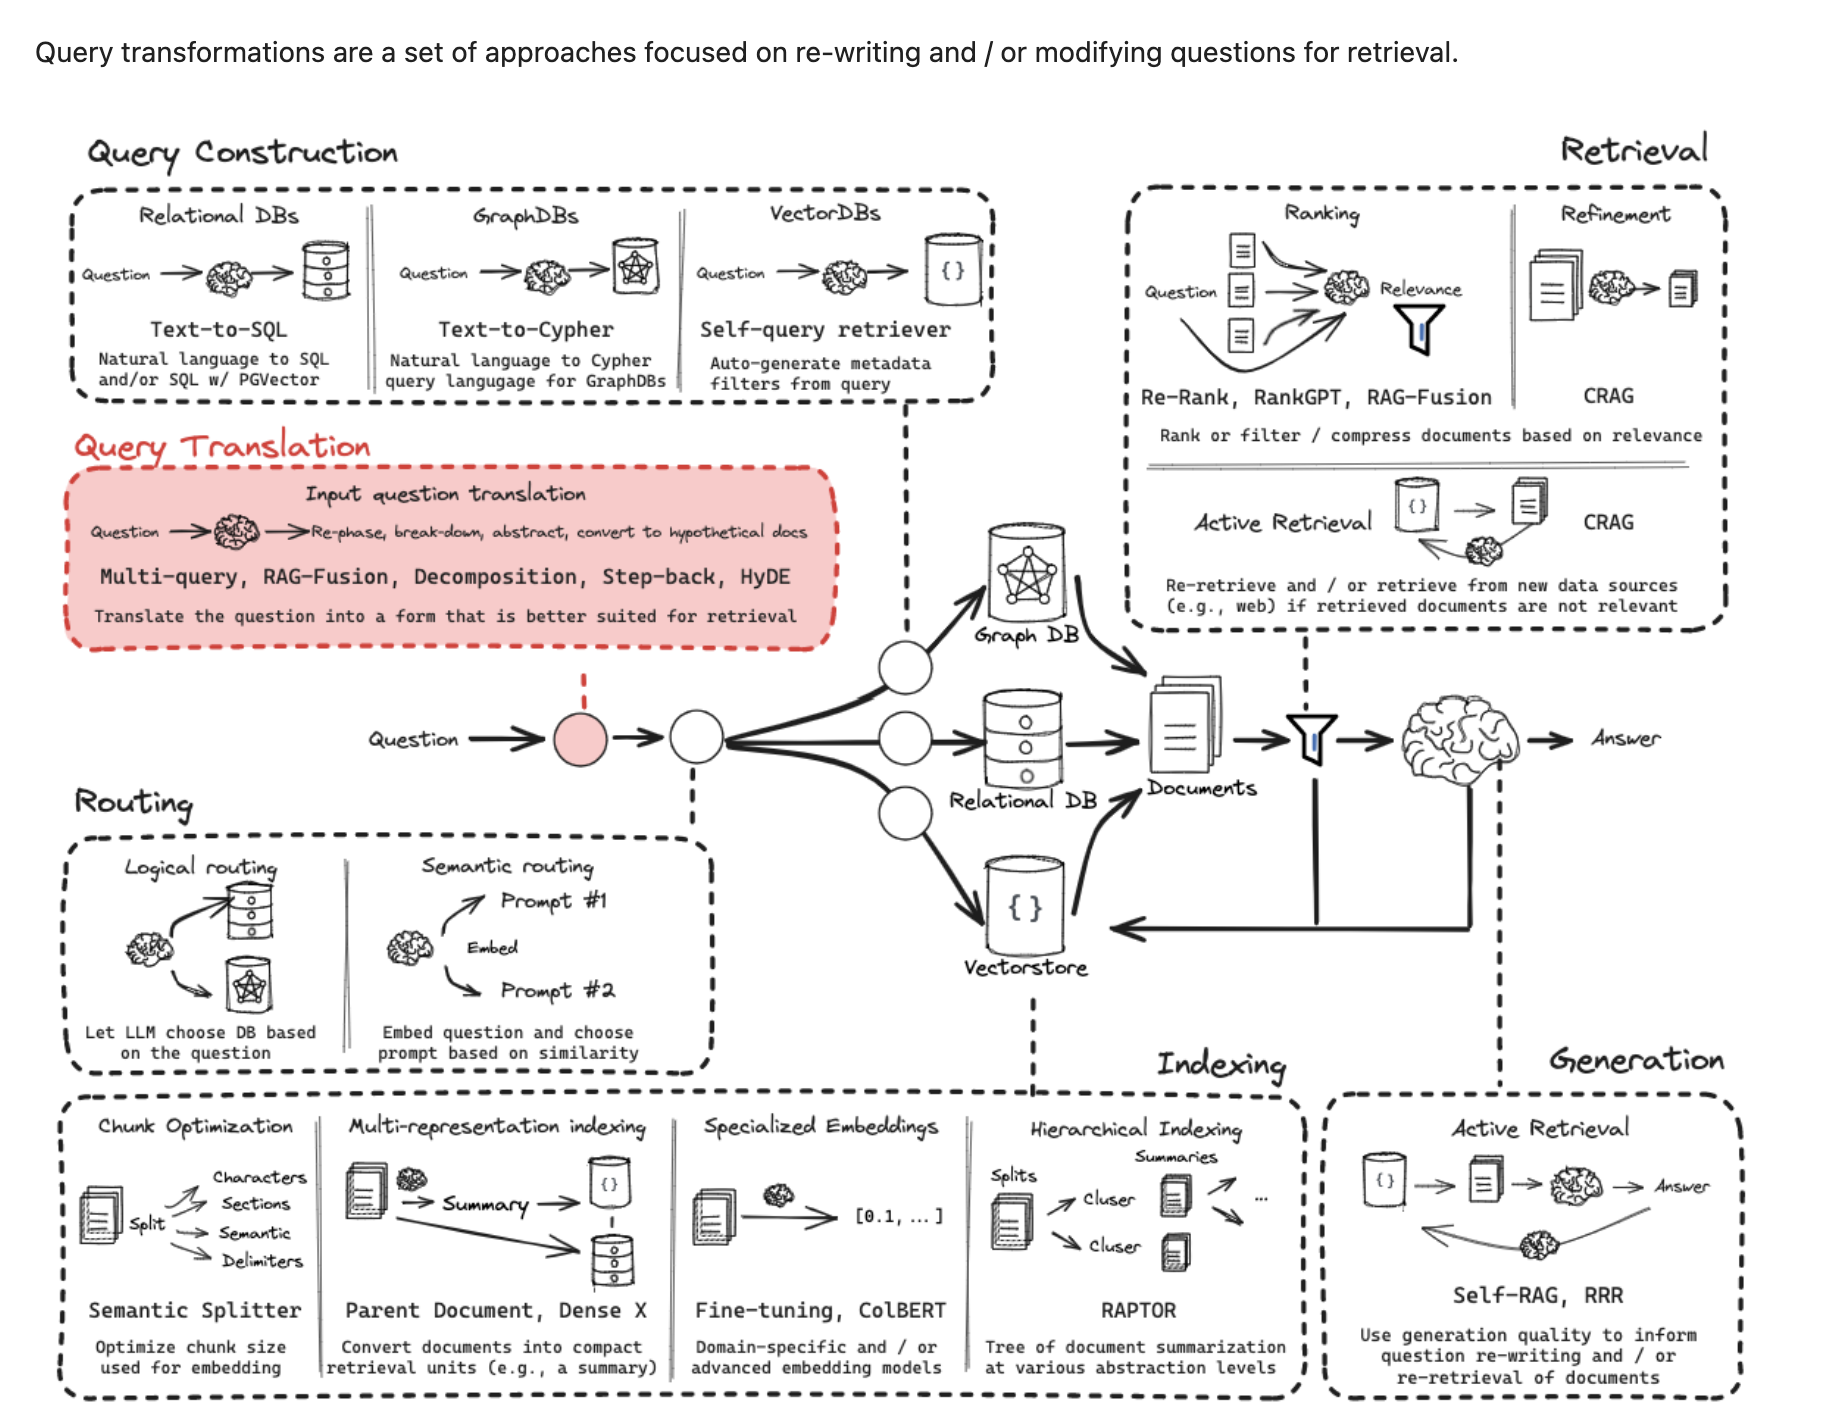 Query transformations are a set of approaches focused on re-writing and / or modifying questions for retrieval.
Query Construction
Relational DBs
Question
Text-to-SQL
Natural language to SQL
and/or SQL w/ PGVector
GraphDBs
Question
Text-to-Cypher
Natural language to Cypher
query langugage for GraphDBs
VectorDBs
Question
{}
Self-query retriever
Auto-generate metadata
filters from query
Retrieval
Ranking
Question
Relevance
Re-Rank, RankGPT, RAG-Fusion
Refinement
CRAG
Rank or filter / compress documents based on relevance
Active Retrieval
{}
CRAG
Re-retrieve and / or retrieve from new data sources
(e.g., web) if retrieved documents are not relevant
Query Translation
Input question translation
Question
Re-phase, break-down, abstract, convert to hypothetical docs
Multi-query, RAG-Fusion, Decomposition, Step-back, HyDE
Translate the question into a form that is better suited for retrieval
Question
Graph DB
Relational DB
{}
Vectorstore
Documents
Answer
Routing
Logical routing
Let LLM choose DB based
on the question
Semantic routing
Prompt #1
Embed
Prompt #2
Embed question and choose
prompt based on similarity
Indexing
Chunk Optimization
Split
Characters
Sections
Semantic
Delimiters
Semantic Splitter
Optimize chunk size
used for embedding
Multi-representation indexing
Summary
{}
Parent Document, Dense X
Convert documents into compact
retrieval units (e.g., a summary)
Specialized Embeddings
[0.1, ...]
Fine-tuning, ColBERT
Domain-specific and / or
advanced embedding models
Hierarchical Indexing
Summaries
Splits
Cluser
Cluser
...
RAPTOR
Tree of document summarization
at various abstraction levels
Generation
Active Retrieval
{}
Answer
Self-RAG, RRR
Use generation quality to inform
question re-writing and / or
re-retrieval of documents